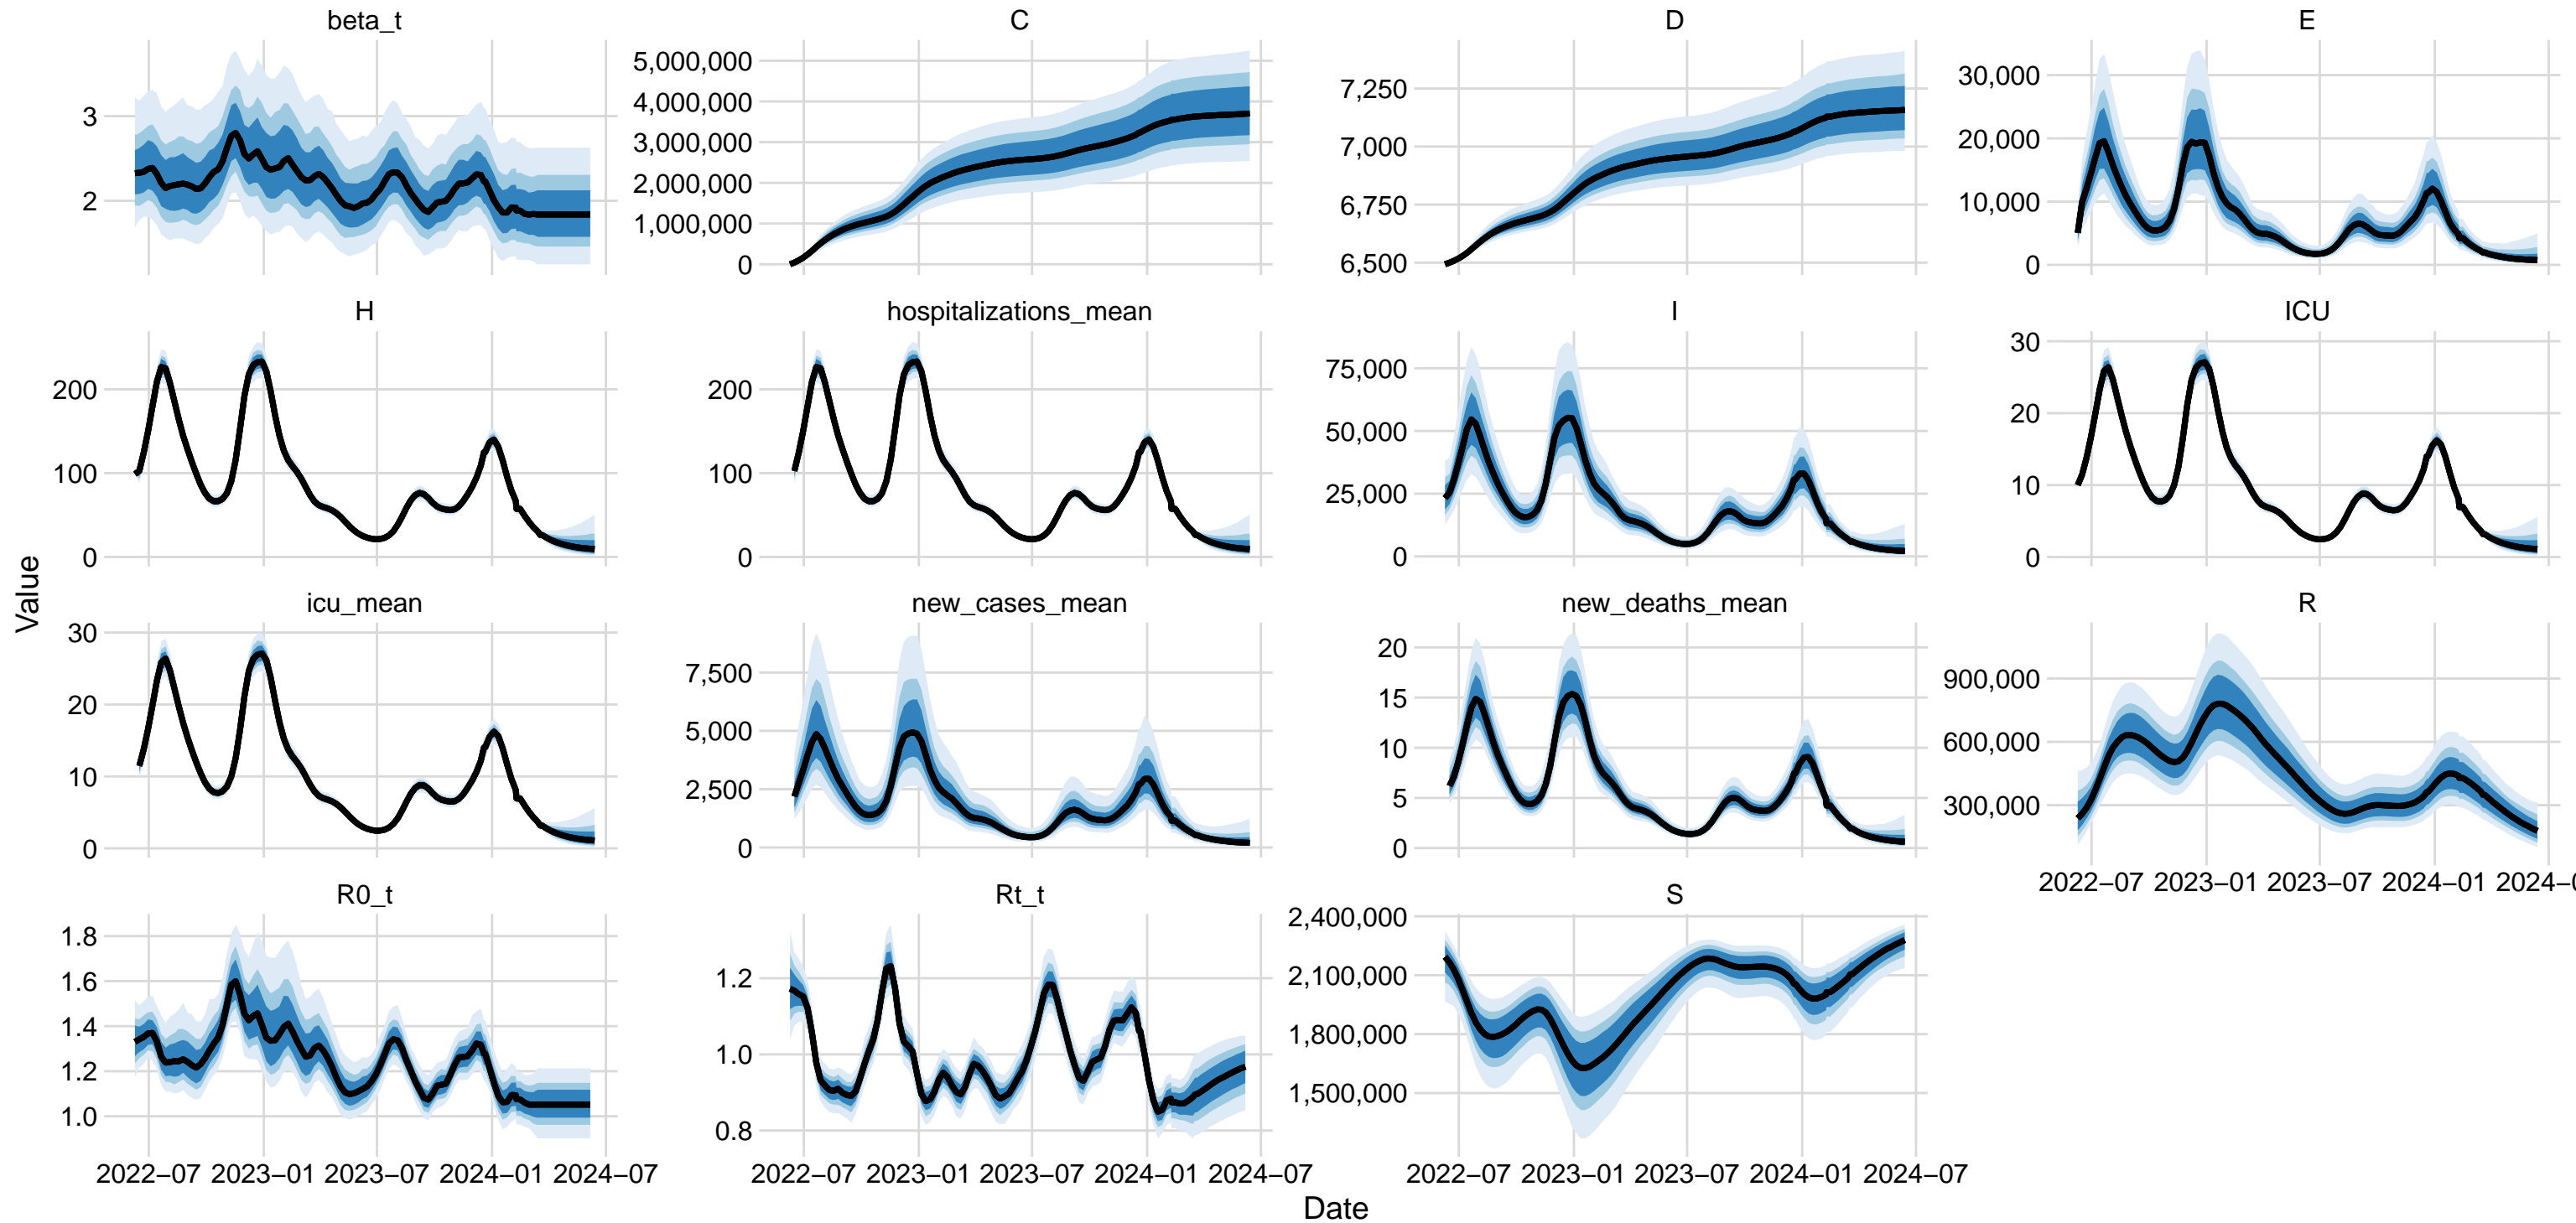 beta_t
C
D
E
3
2
5,000,000
4,000,000
3,000,000
2,000,000
1,000,000
0
7,250
7,000
6,750
6,500
30,000
20,000
10,000
0
H
hospitalizations_mean
I
ICU
200
100
0
200
100
0
75,000
50,000
25,000
0
30
20
10
0
Value
icu_mean
new_cases_mean
new_deaths_mean
R
30
20
10
0
7,500
5,000
2,500
0
20
15
10
5
0
900,000
600,000
300,000
2022−07 2023−01 2023−07 2024−01 2024−0
R0_t
Rt_t
S
1.8
1.6
1.4
1.2
1.0
1.2
1.0
0.8
2,400,000
2,100,000
1,800,000
1,500,000
2022−07 2023−01 2023−07 2024−01 2024−07
2022−07 2023−01 2023−07 2024−01 2024−07
2022−07 2023−01 2023−07 2024−01 2024−07
Date